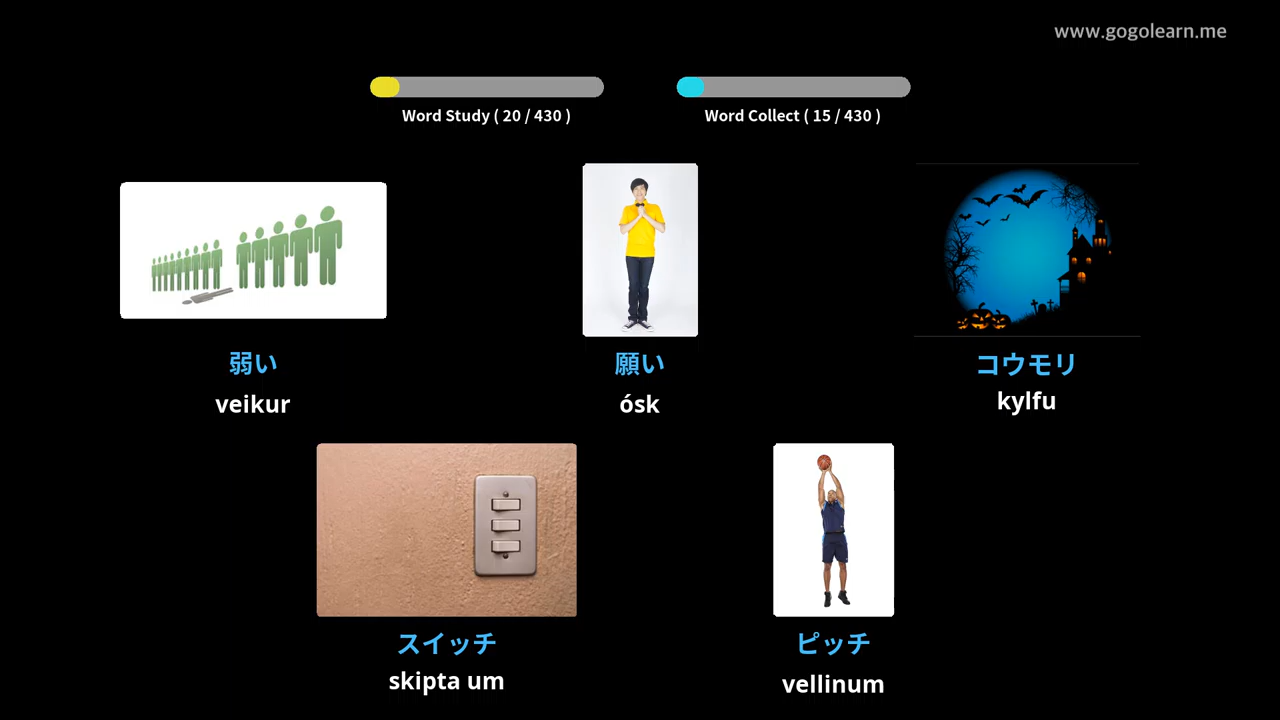 www.gogolearn.me
Word Study ( 20 / 430 )
Word Collect ( 15 / 430 )
弱い
veikur
願い
ósk
コウモリ
kylfu
スイッチ
skipta um
ピッチ
vellinum